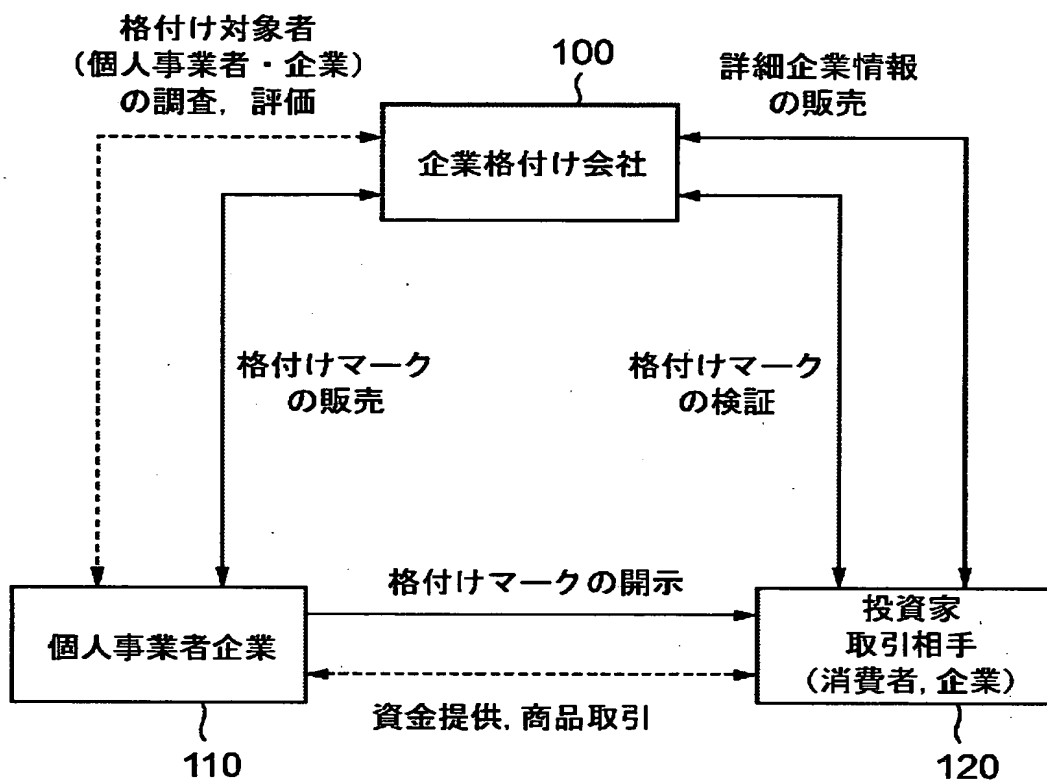 格付け対象者
(個人事業者・企業)
の調査, 評価
100
詳細企業情報
の販売
企業格付け会社
格付けマーク
の販売
格付けマーク
の検証
格付けマークの開示
個人事業者企業
投資家
取引相手
(消費者, 企業)
資金提供, 商品取引
110
120